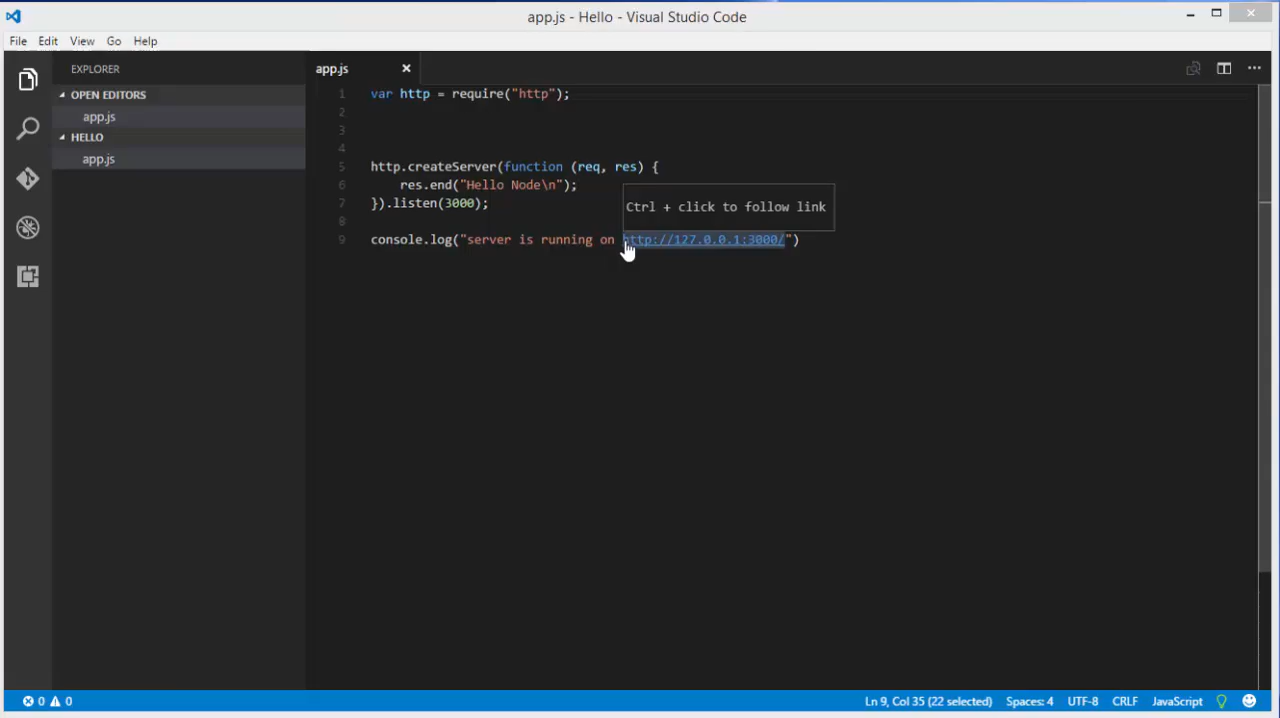 app.js - Hello - Visual Studio Code
File Edit View Go Help
EXPLORER
OPEN EDITORS
app.js
HELLO
app.js
app.js
1 var http = require("http");
2
3
4
5 http.createServer(function (req, res) {
6 res.end("Hello Node\n");
7 }).listen(3000);
8
9 console.log("server is running on http://127.0.0.1:3000/")
Ctrl + click to follow link
0 0 Ln 9, Col 35 (22 selected) Spaces: 4 UTF-8 CRLF JavaScript